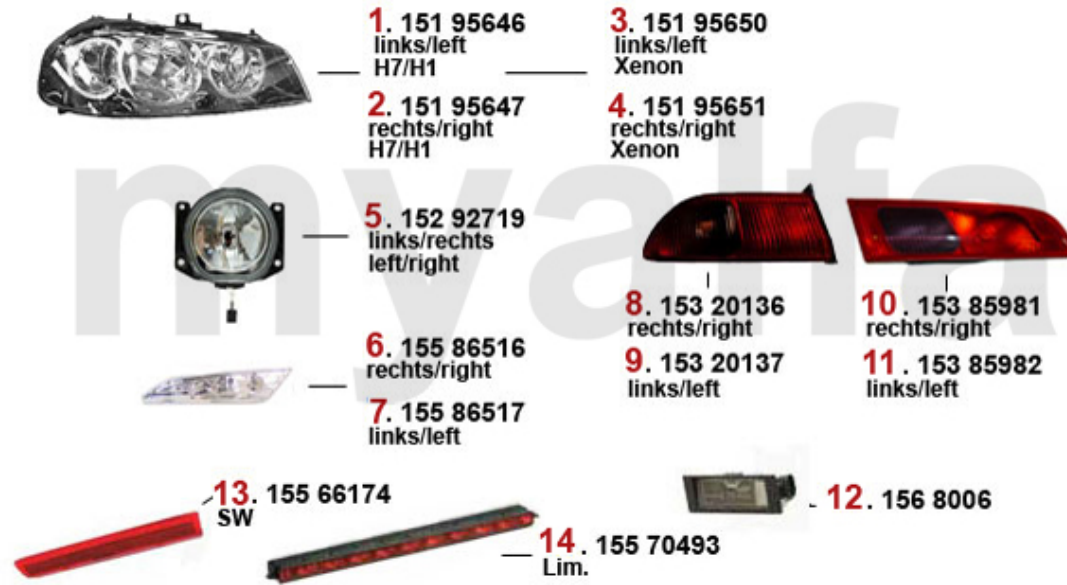 1. 151 95646
links/left
H7/H1
2. 151 95647
rechts/right
H7/H1
3. 151 95650
links/left
Xenon
4. 151 95651
rechts/right
Xenon
myalfa
5. 152 92719
links/rechts
left/right
6. 155 86516
rechts/right
7. 155 86517
links/left
8. 153 20136
rechts/right
9. 153 20137
links/left
10. 153 85981
rechts/right
11. 153 85982
links/left
12. 156 8006
13. 155 66174
SW
14. 155 70493
Lim.